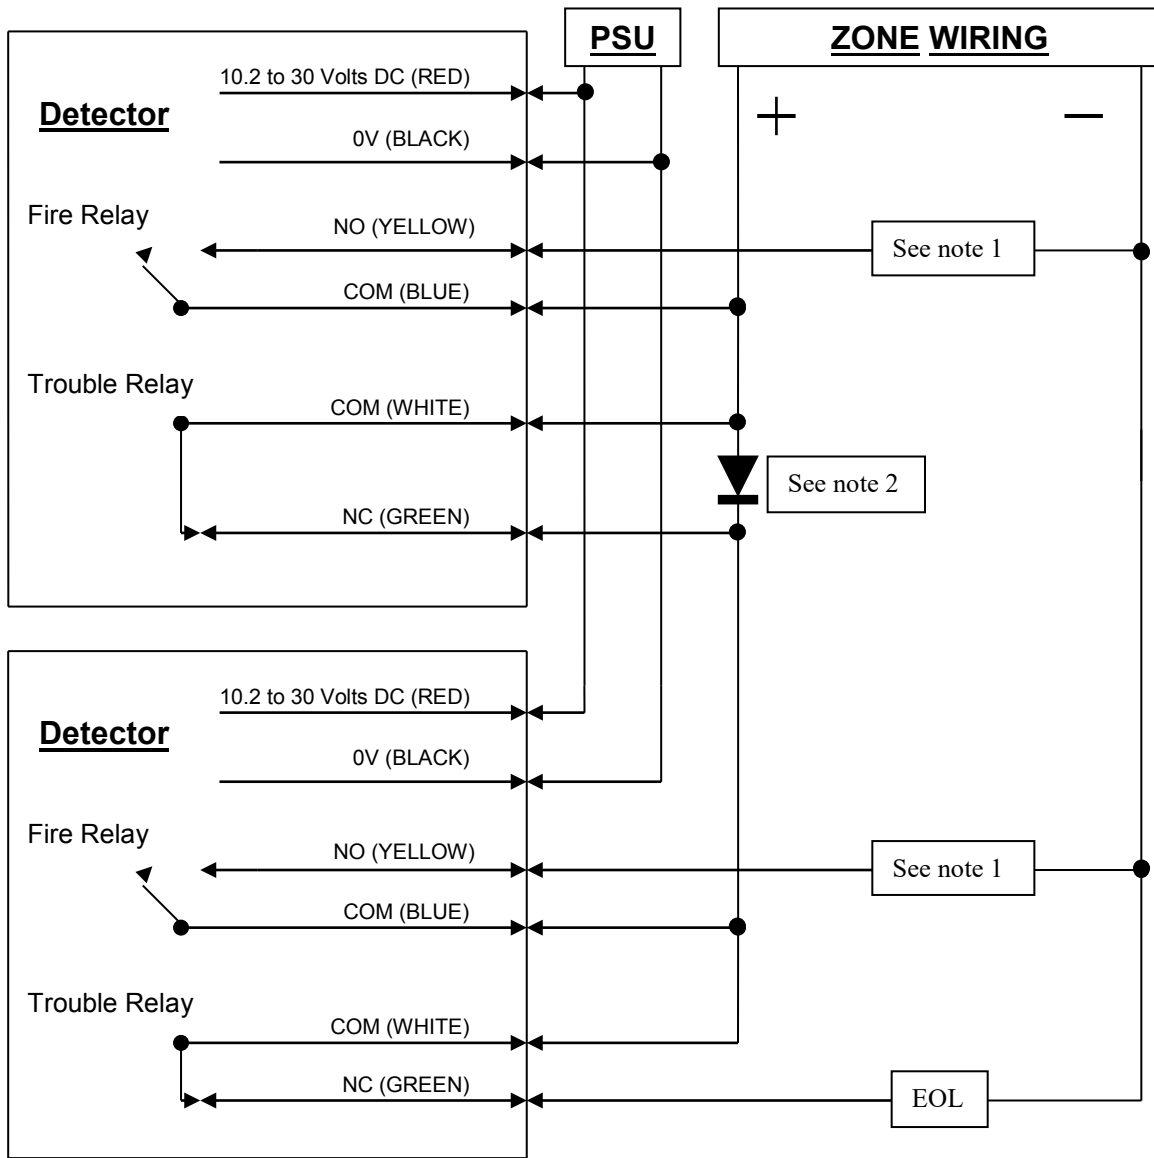 PSU
ZONE WIRING
+
−
Detector
10.2 to 30 Volts DC (RED)
0V (BLACK)
Fire Relay
NO (YELLOW)
See note 1
COM (BLUE)
Trouble Relay
COM (WHITE)
See note 2
NC (GREEN)
Detector
10.2 to 30 Volts DC (RED)
0V (BLACK)
Fire Relay
NO (YELLOW)
See note 1
COM (BLUE)
Trouble Relay
COM (WHITE)
NC (GREEN)
EOL